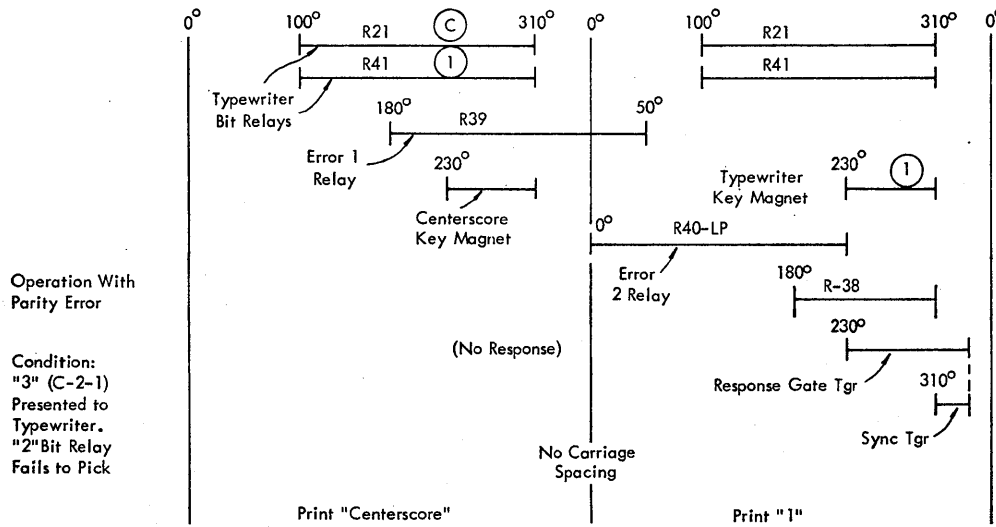 0° 100° 310° 0° 100° 310° 0°
R21 C R21
R41 1 R41
Typewriter
Bit Relays
180° R39 50°
Error 1
Relay
230°
Centerscore
Key Magnet
Typewriter
Key Magnet
230° 1
0° R40-LP
Error
2 Relay
Operation With
Parity Error
180° R-38
230°
(No Response)
Response Gate Tgr
310°
Sync Tgr
Condition:
"3" (C-2-1)
Presented to
Typewriter.
"2"Bit Relay
Fails to Pick
No Carriage
Spacing
Print "Centerscore"
Print "1"